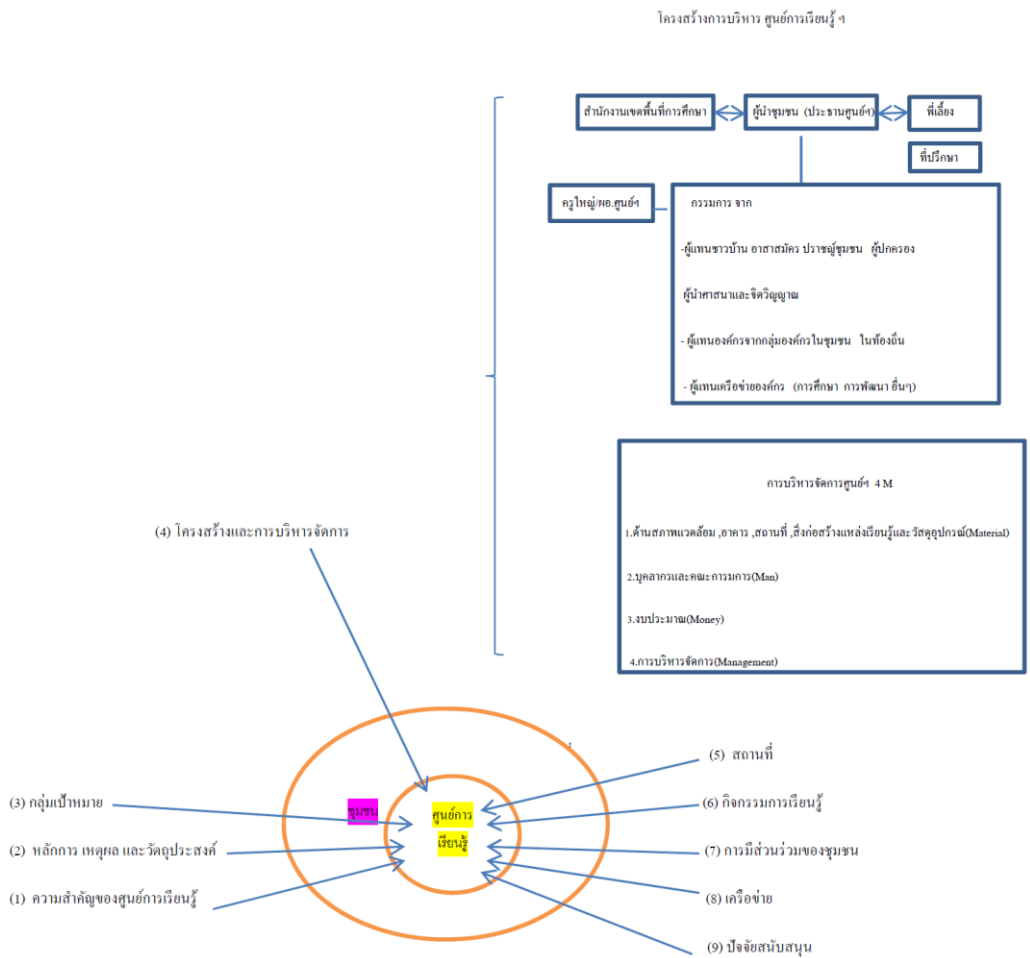 โครงสร้างการบริหาร ศูนย์การเรียนรู้ ฯ
สำนักงานเขตพื้นที่การศึกษา
ผู้นำชุมชน (ประธานศูนย์ฯ)
พี่เลี้ยง
ที่ปรึกษา
ครูใหญ่/ผอ.ศูนย์ฯ
กรรมการ จาก
-ผู้แทนชาวบ้าน อาสาสมัคร ปราชญ์ชุมชน ผู้ปกครอง
ผู้นำศาสนาและจิตวิญญาณ
- ผู้แทนองค์กรจากกลุ่มองค์กรในชุมชน ในท้องถิ่น
- ผู้แทนเครือข่ายองค์กร (การศึกษา การพัฒนา อื่นๆ)
การบริหารจัดการศูนย์ฯ 4 M
1.ด้านสภาพแวดล้อม ,อาคาร ,สถานที่ ,สิ่งก่อสร้างแหล่งเรียนรู้และวัสดุอุปกรณ์(Material)
2.บุคลากรและคณะการมการ(Man)
3.งบประมาณ(Money)
4.การบริหารจัดการ(Management)
(4) โครงสร้างและการบริหารจัดการ
(5) สถานที่
(3) กลุ่มเป้าหมาย
ชุมชน
ศูนย์การ
เรียนรู้
(6) กิจกรรมการเรียนรู้
(2) หลักการ เหตุผล และวัตถุประสงค์
(7) การมีส่วนร่วมของชุมชน
(1) ความสำคัญของศูนย์การเรียนรู้
(8) เครือข่าย
(9) ปัจจัยสนับสนุน